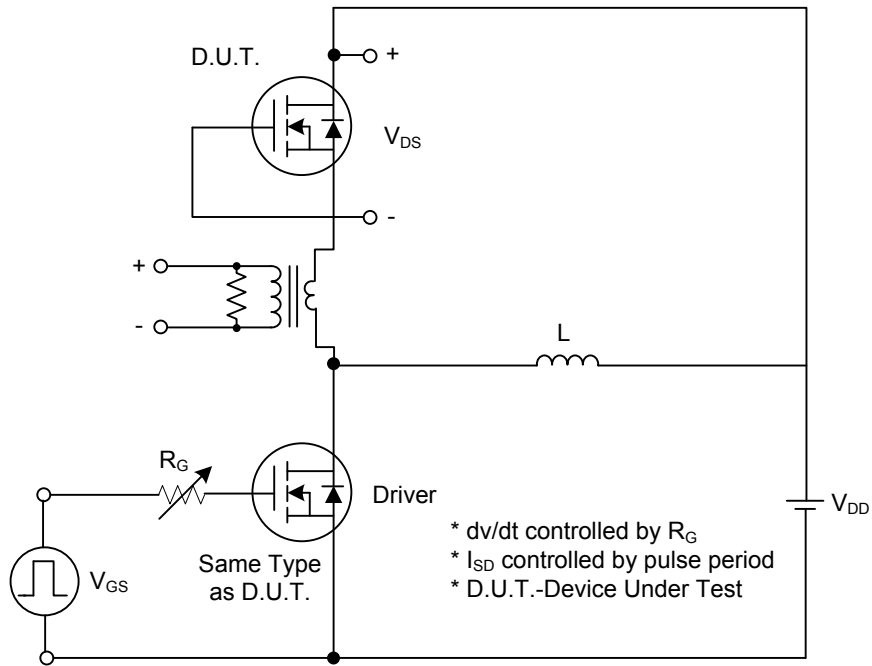 D.U.T.
+
V_DS
-
+
-
L
R_G
Driver
V_DD
* dv/dt controlled by R_G
* I_SD controlled by pulse period
* D.U.T.-Device Under Test
Same Type
as D.U.T.
V_GS